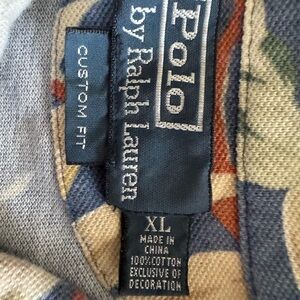 CUSTOM FIT
Polo
by Ralph Lauren
XL
MADE IN
CHINA
100% COTTON
EXCLUSIVE OF
DECORATION